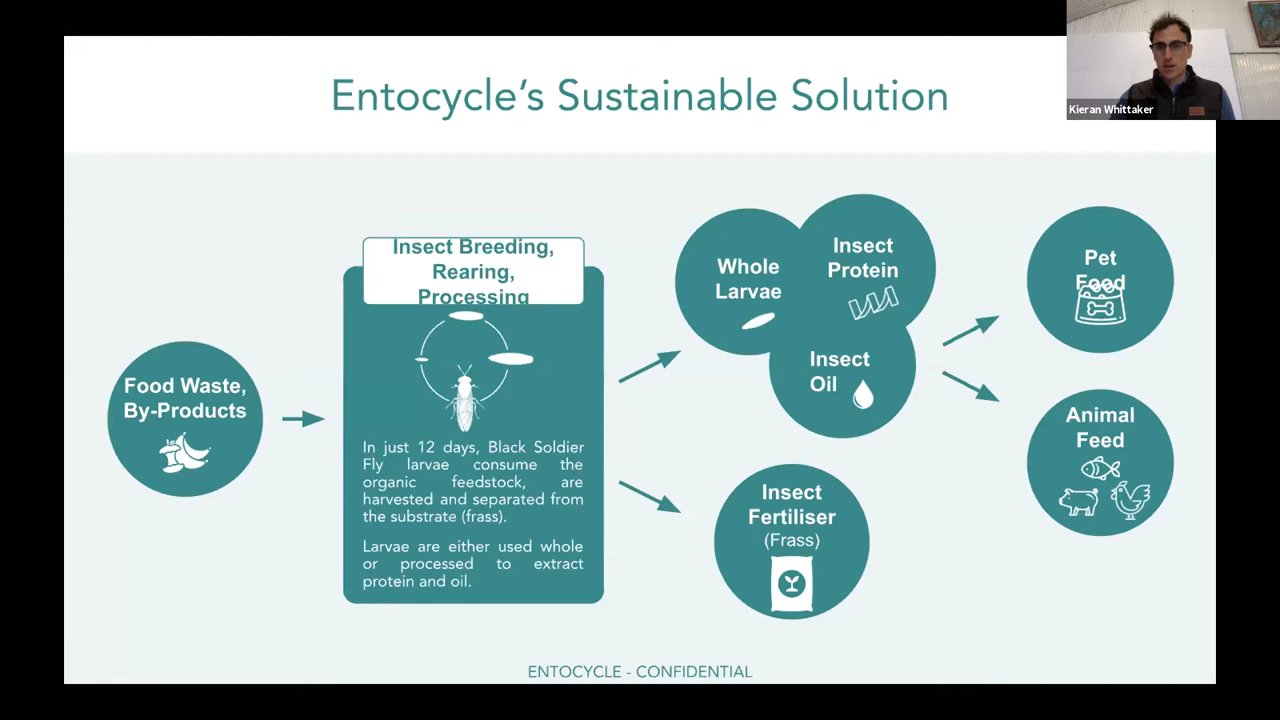 Entocycle's Sustainable Solution
Kieran Whittaker
Food Waste,
By-Products
Insect Breeding,
Rearing,
Processing
In just 12 days, Black Soldier
Fly larvae consume the
organic feedstock, are
harvested and separated from
the substrate (frass).
Larvae are either used whole
or processed to extract
protein and oil.
Whole
Larvae
Insect
Protein
Insect
Oil
Insect
Fertiliser
(Frass)
Pet
Food
Animal
Feed
ENTOCYCLE - CONFIDENTIAL